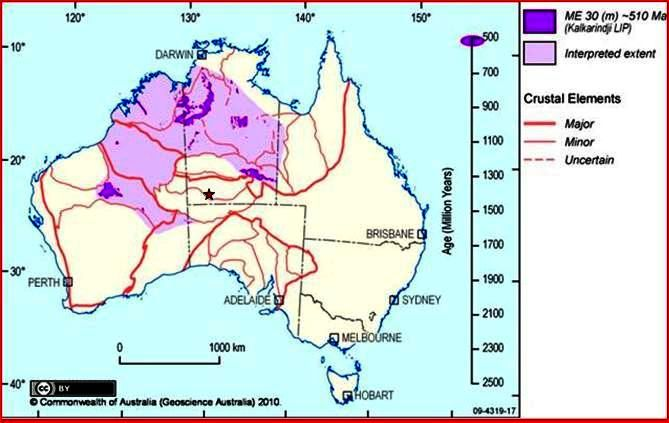 120°
130°
140°
150°
10°
20°
30°
40°
DARWIN
PERTH
ADELAIDE
BRISBANE
SYDNEY
MELBOURNE
HOBART
0
1000 km
CC BY
© Commonwealth of Australia (Geoscience Australia) 2010.
09-4319-17
Age (Million Years)
500
700
900
1100
1300
1500
1700
1900
2100
2300
2500
ME 30 (m) ~510 Ma
(Kalkarindji LIP)
Interpreted extent
Crustal Elements
Major
Minor
Uncertain